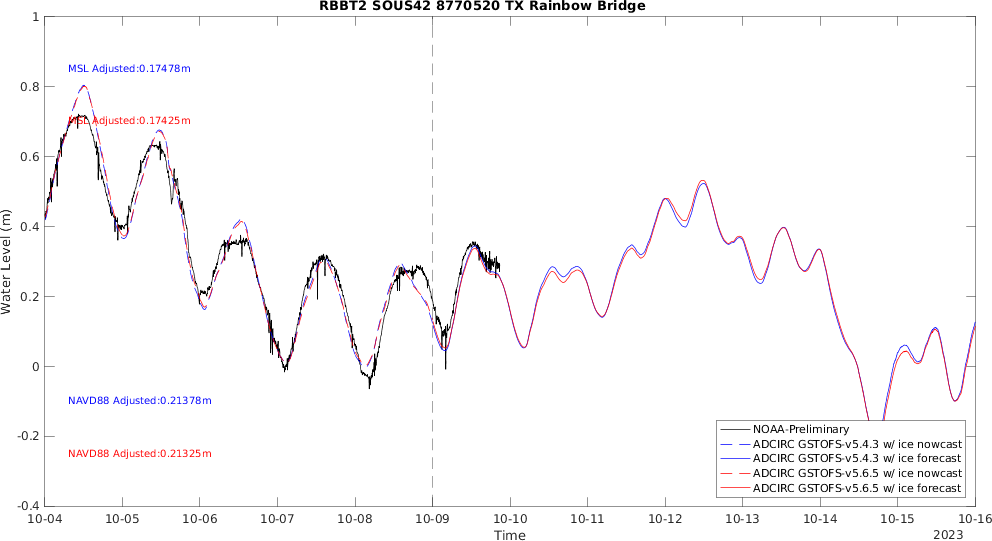 RBBT2 SOUS42 8770520 TX Rainbow Bridge
1
0.8
0.6
0.4
0.2
0
-0.2
-0.4
Water Level (m)
MSL Adjusted:0.17478m
MSL Adjusted:0.17425m
NAVD88 Adjusted:0.21378m
NAVD88 Adjusted:0.21325m
NOAA-Preliminary
ADCIRC GSTOFS-v5.4.3 w/ ice nowcast
ADCIRC GSTOFS-v5.4.3 w/ ice forecast
ADCIRC GSTOFS-v5.6.5 w/ ice nowcast
ADCIRC GSTOFS-v5.6.5 w/ ice forecast
10-04 10-05 10-06 10-07 10-08 10-09 10-10 10-11 10-12 10-13 10-14 10-15 10-16
Time
2023